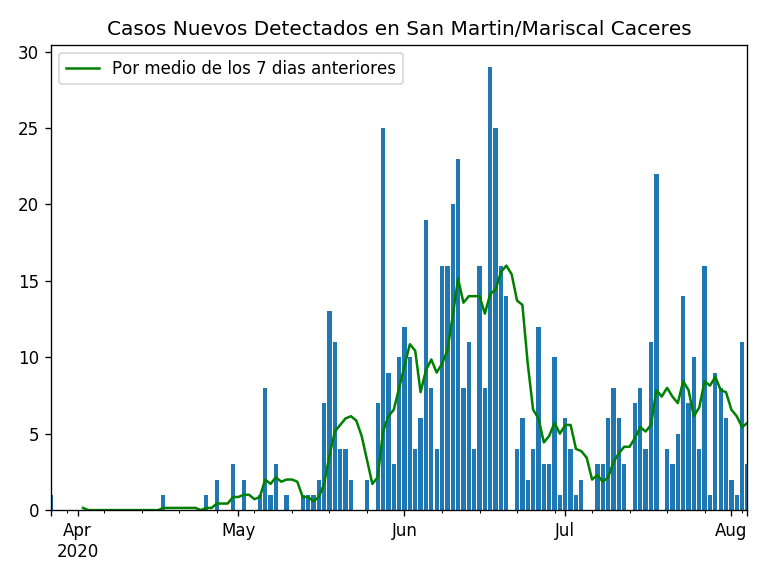 Casos Nuevos Detectados en San Martin/Mariscal Caceres
Por medio de los 7 dias anteriores
30
25
20
15
10
5
0
Apr May Jun Jul Aug
2020